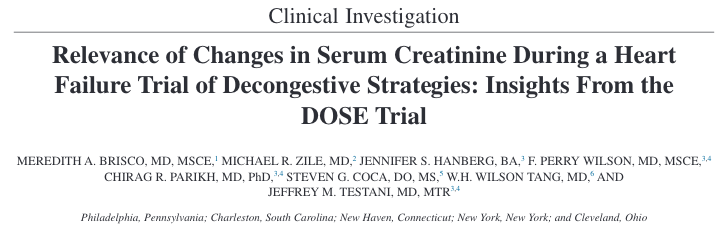 Clinical Investigation
Relevance of Changes in Serum Creatinine During a Heart
Failure Trial of Decongestive Strategies: Insights From the
DOSE Trial
MEREDITH A. BRISCO, MD, MSCE,1 MICHAEL R. ZILE, MD,2 JENNIFER S. HANBERG, BA,3 F. PERRY WILSON, MD, MSCE,3,4
CHIRAG R. PARIKH, MD, PhD,3,4 STEVEN G. COCA, DO, MS,5 W.H. WILSON TANG, MD,6 AND
JEFFREY M. TESTANI, MD, MTR3,4
Philadelphia, Pennsylvania; Charleston, South Carolina; New Haven, Connecticut; New York, New York; and Cleveland, Ohio